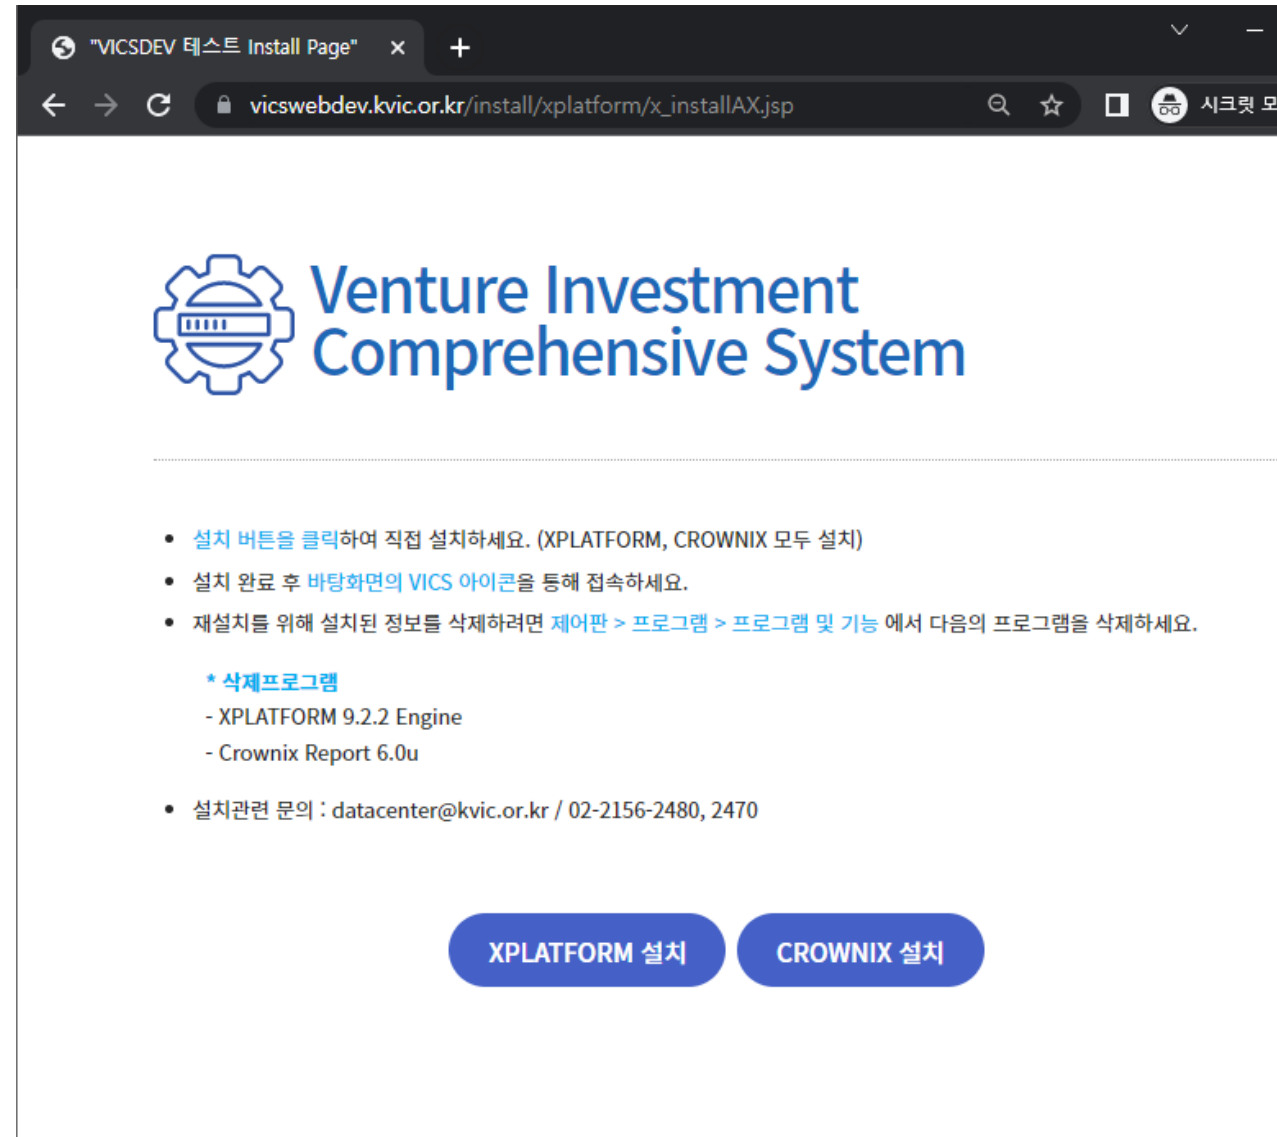 "VICSDEV 테스트 Install Page"
vicswebdev.kvic.or.kr/install/xplatform/x_installAX.jsp
시크릿 모
Venture Investment
Comprehensive System
설치 버튼을 클릭하여 직접 설치하세요. (XPLATFORM, CROWNIX 모두 설치)
설치 완료 후 바탕화면의 VICS 아이콘을 통해 접속하세요.
재설치를 위해 설치된 정보를 삭제하려면 제어판 > 프로그램 > 프로그램 및 기능 에서 다음의 프로그램을 삭제하세요.
* 삭제프로그램
- XPLATFORM 9.2.2 Engine
- Crownix Report 6.0u
설치관련 문의 : datacenter@kvic.or.kr / 02-2156-2480, 2470
XPLATFORM 설치
CROWNIX 설치